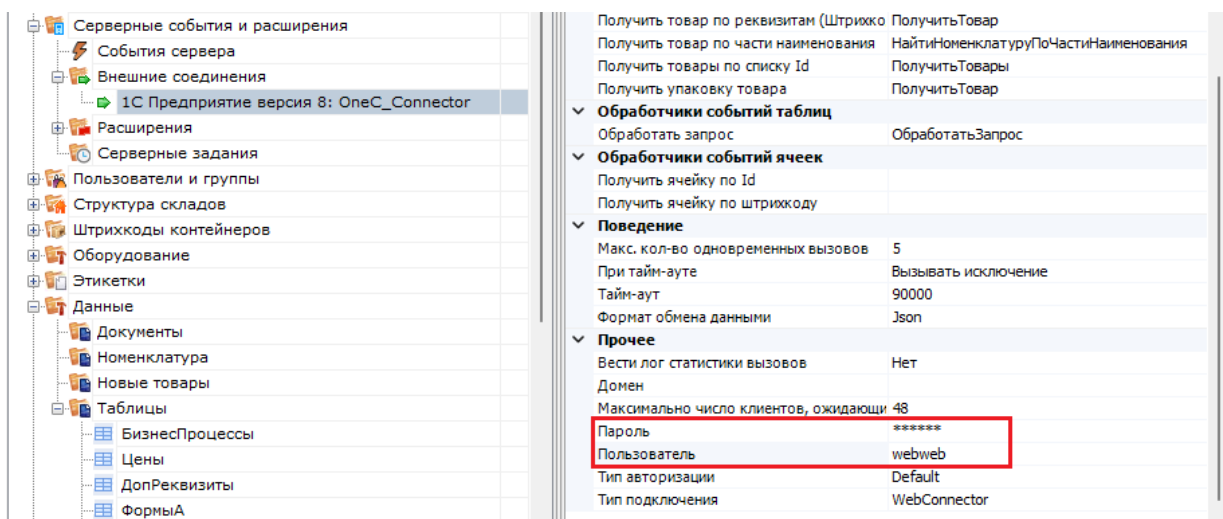 Серверные события и расширения
События сервера
Внешние соединения
1С Предприятие версия 8: OneC_Connector
Расширения
Серверные задания
Пользователи и группы
Структура складов
Штрихкоды контейнеров
Оборудование
Этикетки
Данные
Документы
Номенклатура
Новые товары
Таблицы
БизнесПроцессы
Цены
ДопРеквизиты
ФормыА
Получить товар по реквизитам (Штрихко ПолучитьТовар
Получить товар по части наименования НайтиНоменклатуруПоЧастиНаименования
Получить товары по списку Id ПолучитьТовары
Получить упаковку товара ПолучитьТовар
Обработчики событий таблиц
Обработать запрос ОбработатьЗапрос
Обработчики событий ячеек
Получить ячейку по Id
Получить ячейку по штрихкоду
Поведение
Макс. кол-во одновременных вызовов 5
При тайм-ауте Вызывать исключение
Тайм-аут 90000
Формат обмена данными Json
Прочее
Вести лог статистики вызовов Нет
Домен
Максимально число клиентов, ожидающи 48
Пароль ******
Пользователь webweb
Тип авторизации Default
Тип подключения WebConnector